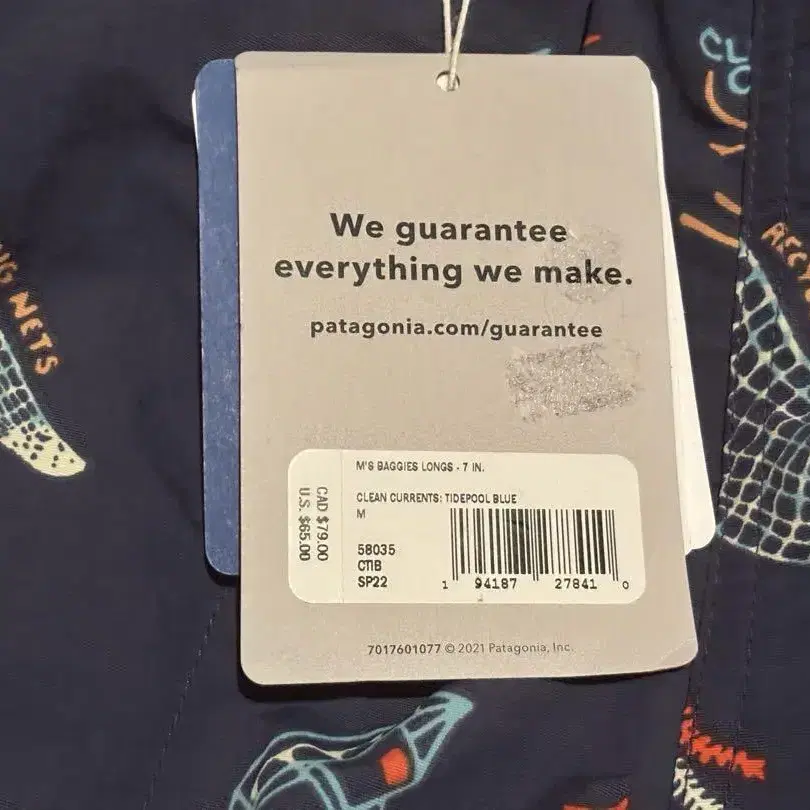 We guarantee
everything we make.
patagonia.com/guarantee
M'S BAGGIES LONGS - 7 IN.
CLEAN CURRENTS: TIDEPOOL BLUE
M
CAD $79.00
U.S. $65.00
58035
CTIB
SP22
1 94187 27841 0
7017601077 © 2021 Patagonia, Inc.
NETS